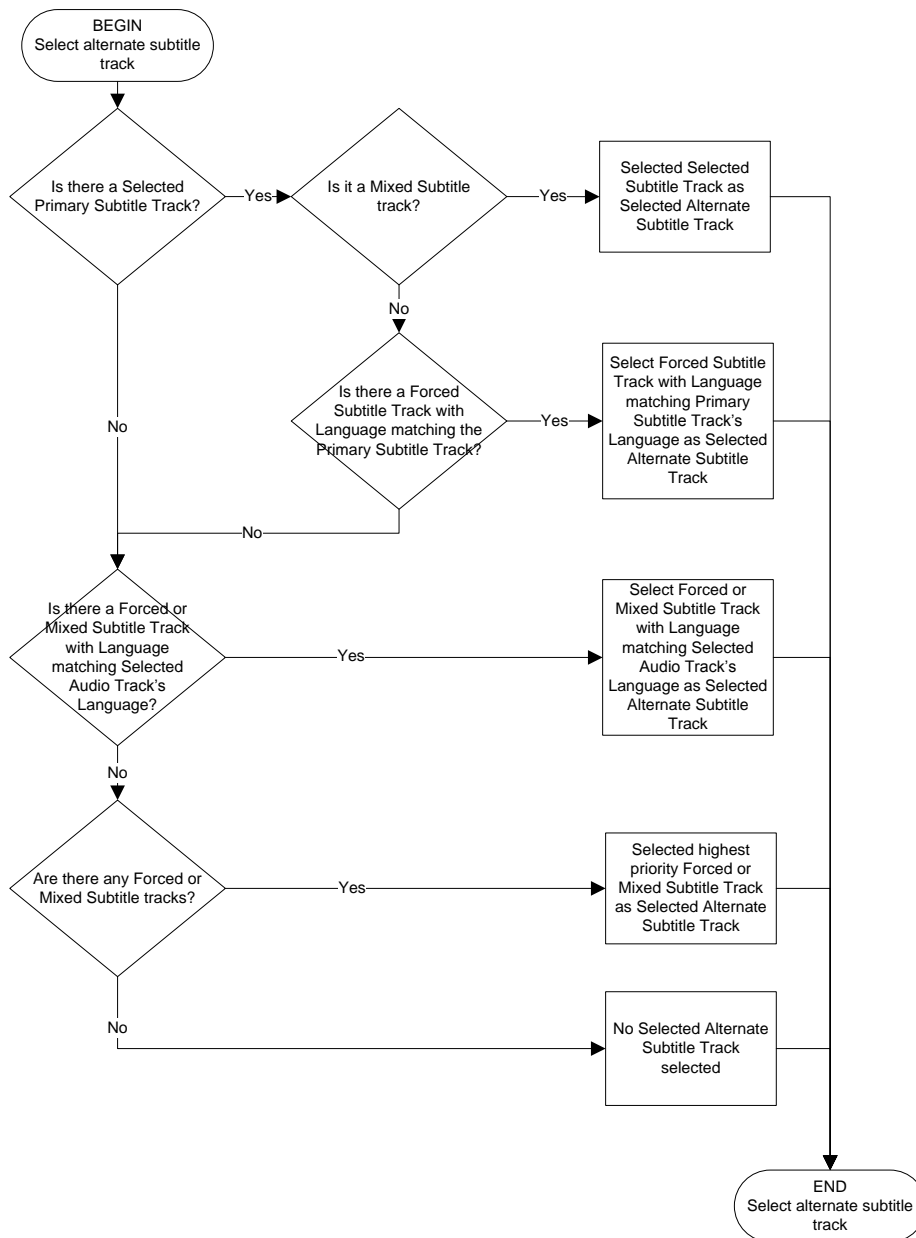 BEGIN
Select alternate subtitle
track
Is there a Selected
Primary Subtitle Track?
Yes
Is it a Mixed Subtitle
track?
Yes
Selected Selected
Subtitle Track as
Selected Alternate
Subtitle Track
No
No
Is there a Forced
Subtitle Track with
Language matching the
Primary Subtitle Track?
Yes
Select Forced Subtitle
Track with Language
matching Primary
Subtitle Track's
Language as Selected
Alternate Subtitle
Track
No
Is there a Forced or
Mixed Subtitle Track
with Language
matching Selected
Audio Track's
Language?
Yes
Select Forced or
Mixed Subtitle Track
with Language
matching Selected
Audio Track's
Language as Selected
Alternate Subtitle
Track
No
Are there any Forced or
Mixed Subtitle tracks?
Yes
Selected highest
priority Forced or
Mixed Subtitle Track
as Selected Alternate
Subtitle Track
No
No Selected Alternate
Subtitle Track
selected
END
Select alternate subtitle
track